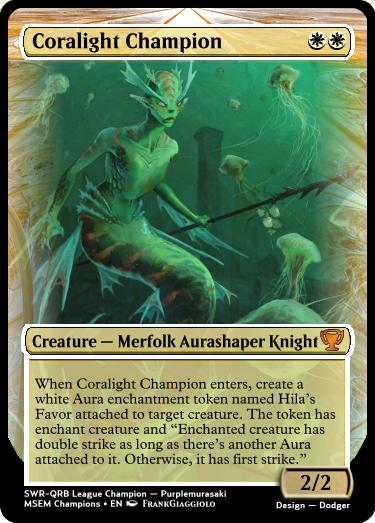 Coralight Champion
Creature — Merfolk Aurashaper Knight
When Coralight Champion enters, create a
white Aura enchantment token named Hila's
Favor attached to target creature. The token has
enchant creature and “Enchanted creature has
double strike as long as there's another Aura
attached to it. Otherwise, it has first strike.”
2/2
SWR-QRB League Champion — Purplemurasaki
MSEM Champions • EN FrankGiaggiolo
Design — Dodger